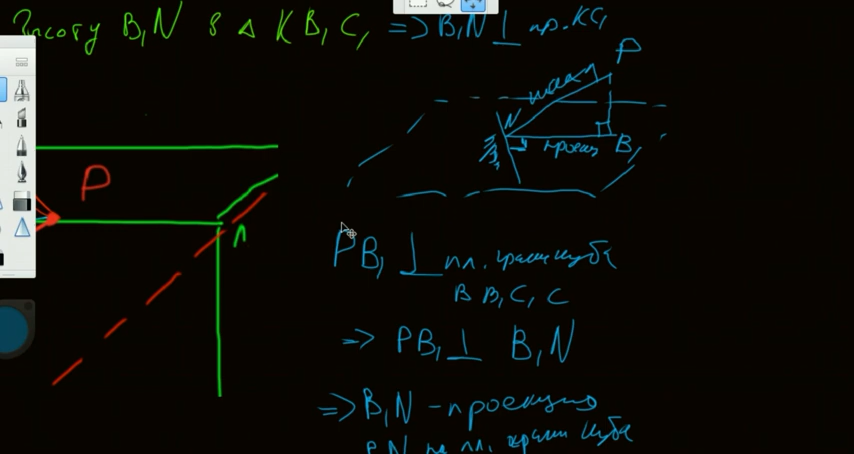 высоту B₁N в △ KB₁C₁ => B₁N ⊥ пр. KC₁
P
накл
N
проекц B₁
P
A
PB₁ ⊥ пл. грани куба
BB₁C₁C
=> PB₁ ⊥ B₁N
=> B₁N - проекция
PN на пл. грани куба